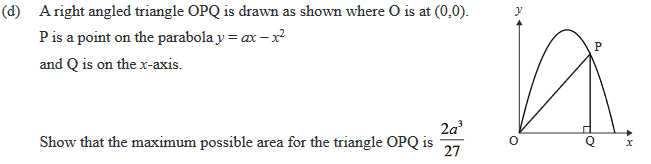 (d) A right angled triangle OPQ is drawn as shown where O is at (0,0).
P is a point on the parabola y = ax – x²
and Q is on the x-axis.
Show that the maximum possible area for the triangle OPQ is 2a³/27
y
P
O
Q
x